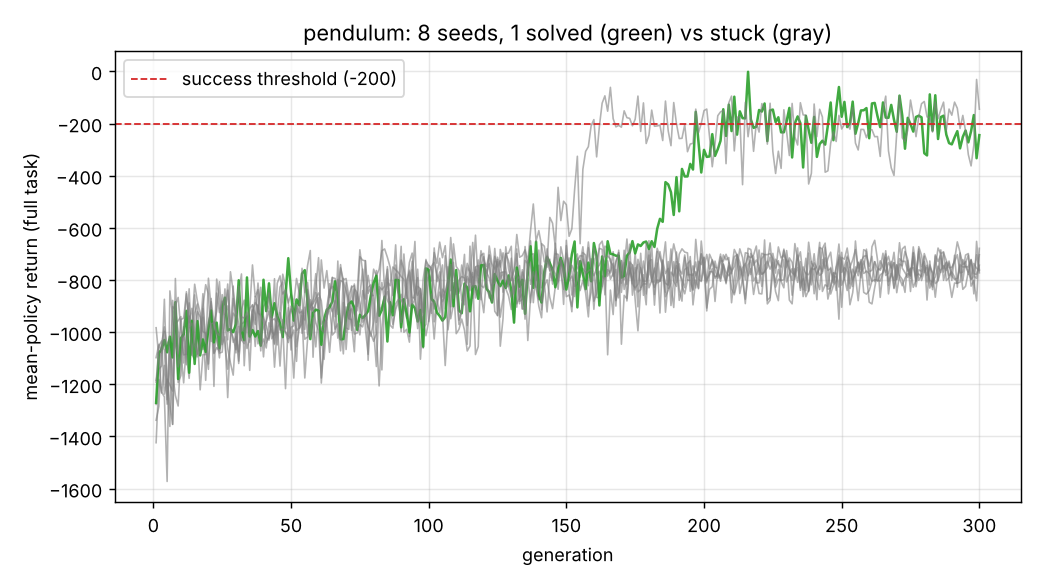 pendulum: 8 seeds, 1 solved (green) vs stuck (gray)
success threshold (-200)
0
−200
−400
−600
−800
−1000
−1200
−1400
−1600
mean-policy return (full task)
0 50 100 150 200 250 300
generation